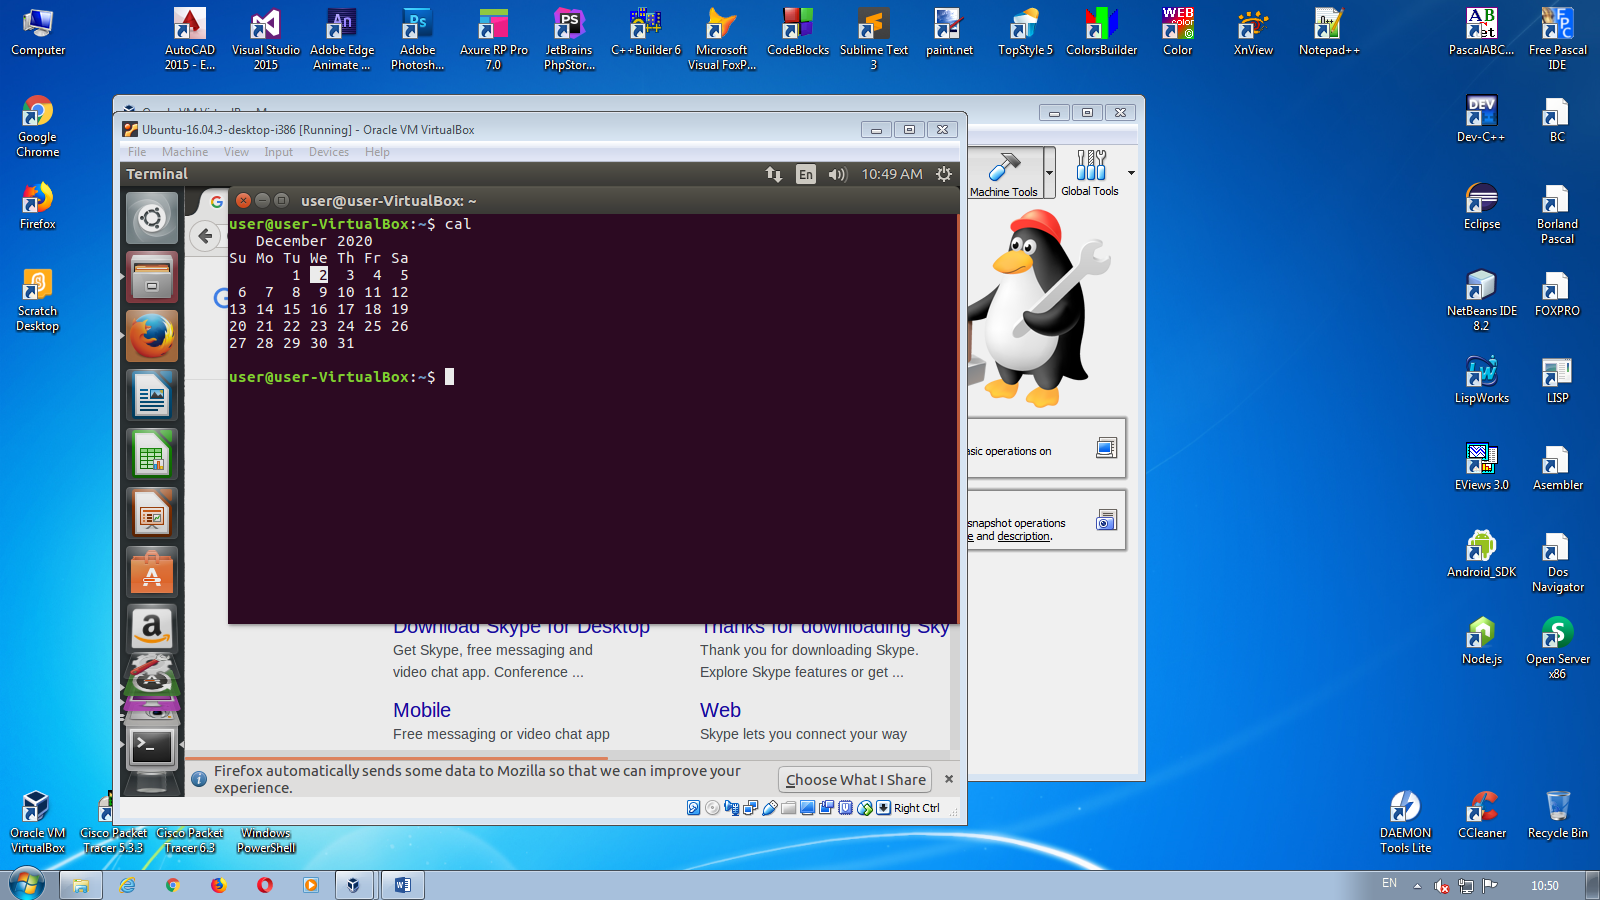 Computer
AutoCAD
2015 - E...
Visual Studio
2015
Adobe Edge
Animate ...
Adobe
Photosh...
Axure RP Pro
7.0
JetBrains
PhpStor...
C++Builder 6
Microsoft
Visual FoxP...
CodeBlocks
Sublime Text
3
paint.net
TopStyle 5
ColorsBuilder
Color
XnView
Notepad++
PascalABC...
Free Pascal
IDE
Google
Chrome
Firefox
Scratch
Desktop
Dev-C++
BC
Eclipse
Borland
Pascal
NetBeans IDE
8.2
FOXPRO
LispWorks
LISP
EViews 3.0
Asembler
Android_SDK
Dos
Navigator
Node.js
Open Server
x86
Ubuntu-16.04.3-desktop-i386 [Running] - Oracle VM VirtualBox
File Machine View Input Devices Help
Terminal
En
10:49 AM
user@user-VirtualBox: ~
user@user-VirtualBox:~$ cal
December 2020
Su Mo Tu We Th Fr Sa
1 2 3 4 5
6 7 8 9 10 11 12
13 14 15 16 17 18 19
20 21 22 23 24 25 26
27 28 29 30 31
user@user-VirtualBox:~$
Machine Tools
Global Tools
asic operations on
snapshot operations
e and description.
Download Skype for Desktop
Get Skype, free messaging and
video chat app. Conference ...
Thanks for downloading Sky
Thank you for downloading Skype.
Explore Skype features or get ...
Mobile
Free messaging or video chat app
Web
Skype lets you connect your way
Firefox automatically sends some data to Mozilla so that we can improve your
experience.
Choose What I Share
Right Ctrl
Oracle VM
VirtualBox
Cisco Packet
Tracer 5.3.3
Cisco Packet
Tracer 6.3
Windows
PowerShell
DAEMON
Tools Lite
CCleaner
Recycle Bin
EN
10:50